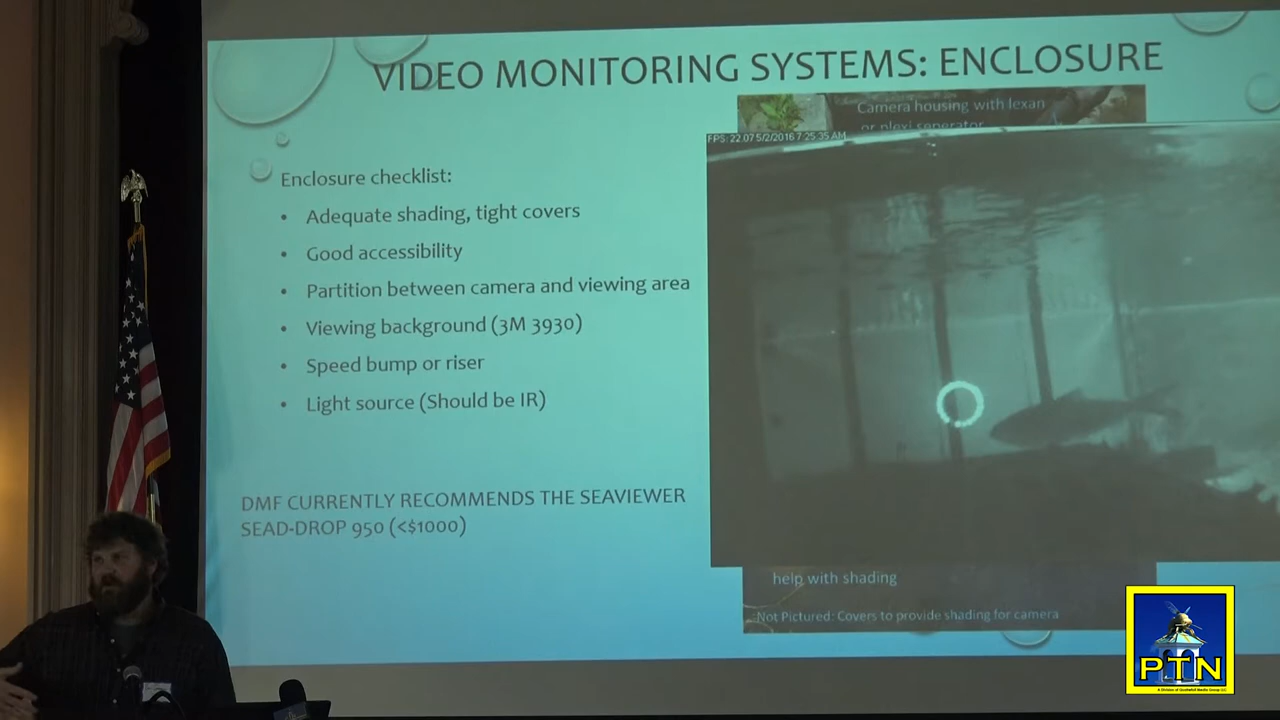 VIDEO MONITORING SYSTEMS: ENCLOSURE
Camera housing with lexan
or plexi seperator
FPS: 22.07 5/2/2016 7:25:35 AM
Enclosure checklist:
• Adequate shading, tight covers
• Good accessibility
• Partition between camera and viewing area
• Viewing background (3M 3930)
• Speed bump or riser
• Light source (Should be IR)
DMF CURRENTLY RECOMMENDS THE SEAVIEWER
SEAD-DROP 950 (<$1000)
help with shading
Not Pictured: Covers to provide shading for camera
PTN